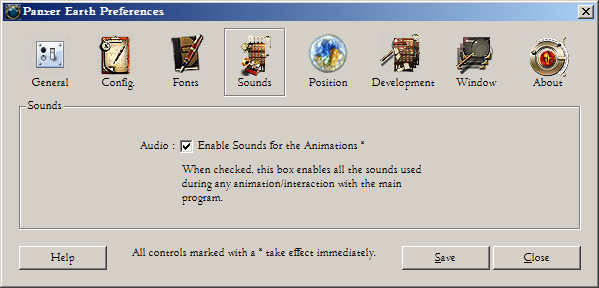 Panzer Earth Preferences
General Config. Fonts Sounds Position Development Window About
Sounds
Audio : Enable Sounds for the Animations *
When checked, this box enables all the sounds used
during any animation/interaction with the main
program.
Help All controls marked with a * take effect immediately. Save Close